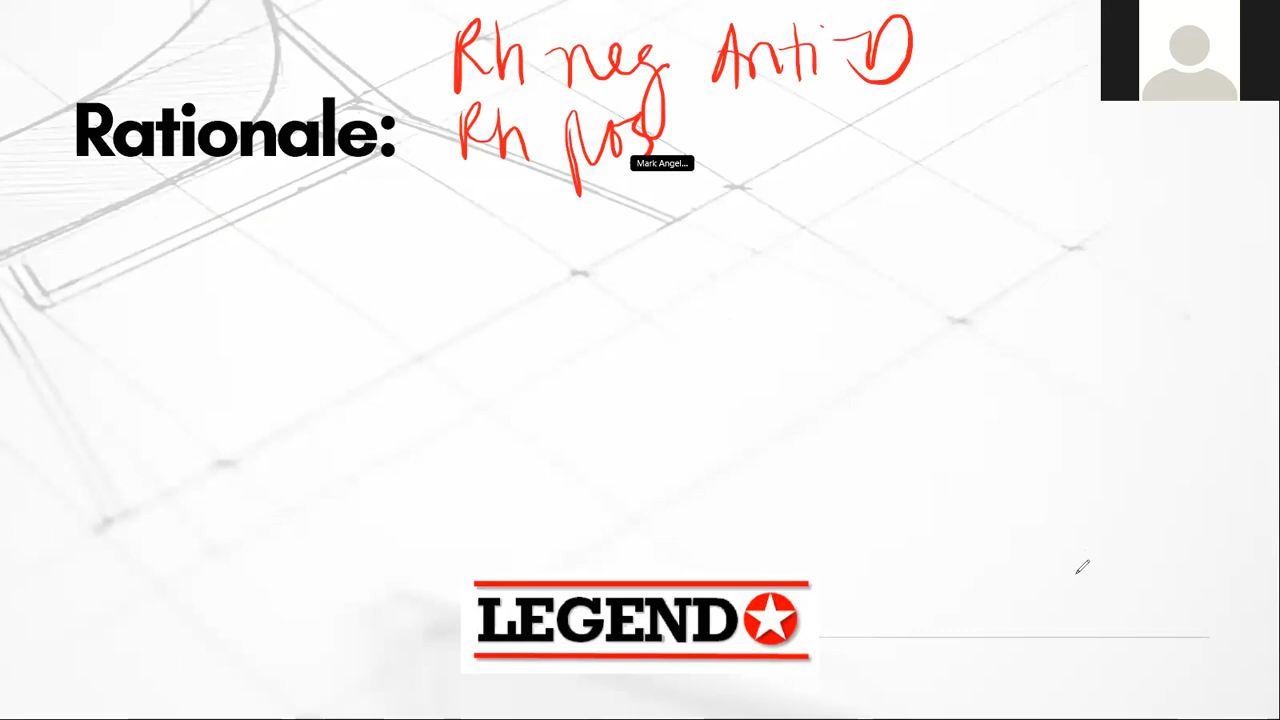 Rh neg Anti-D
Rationale:
Rh pos
Mark Angel...
LEGEND